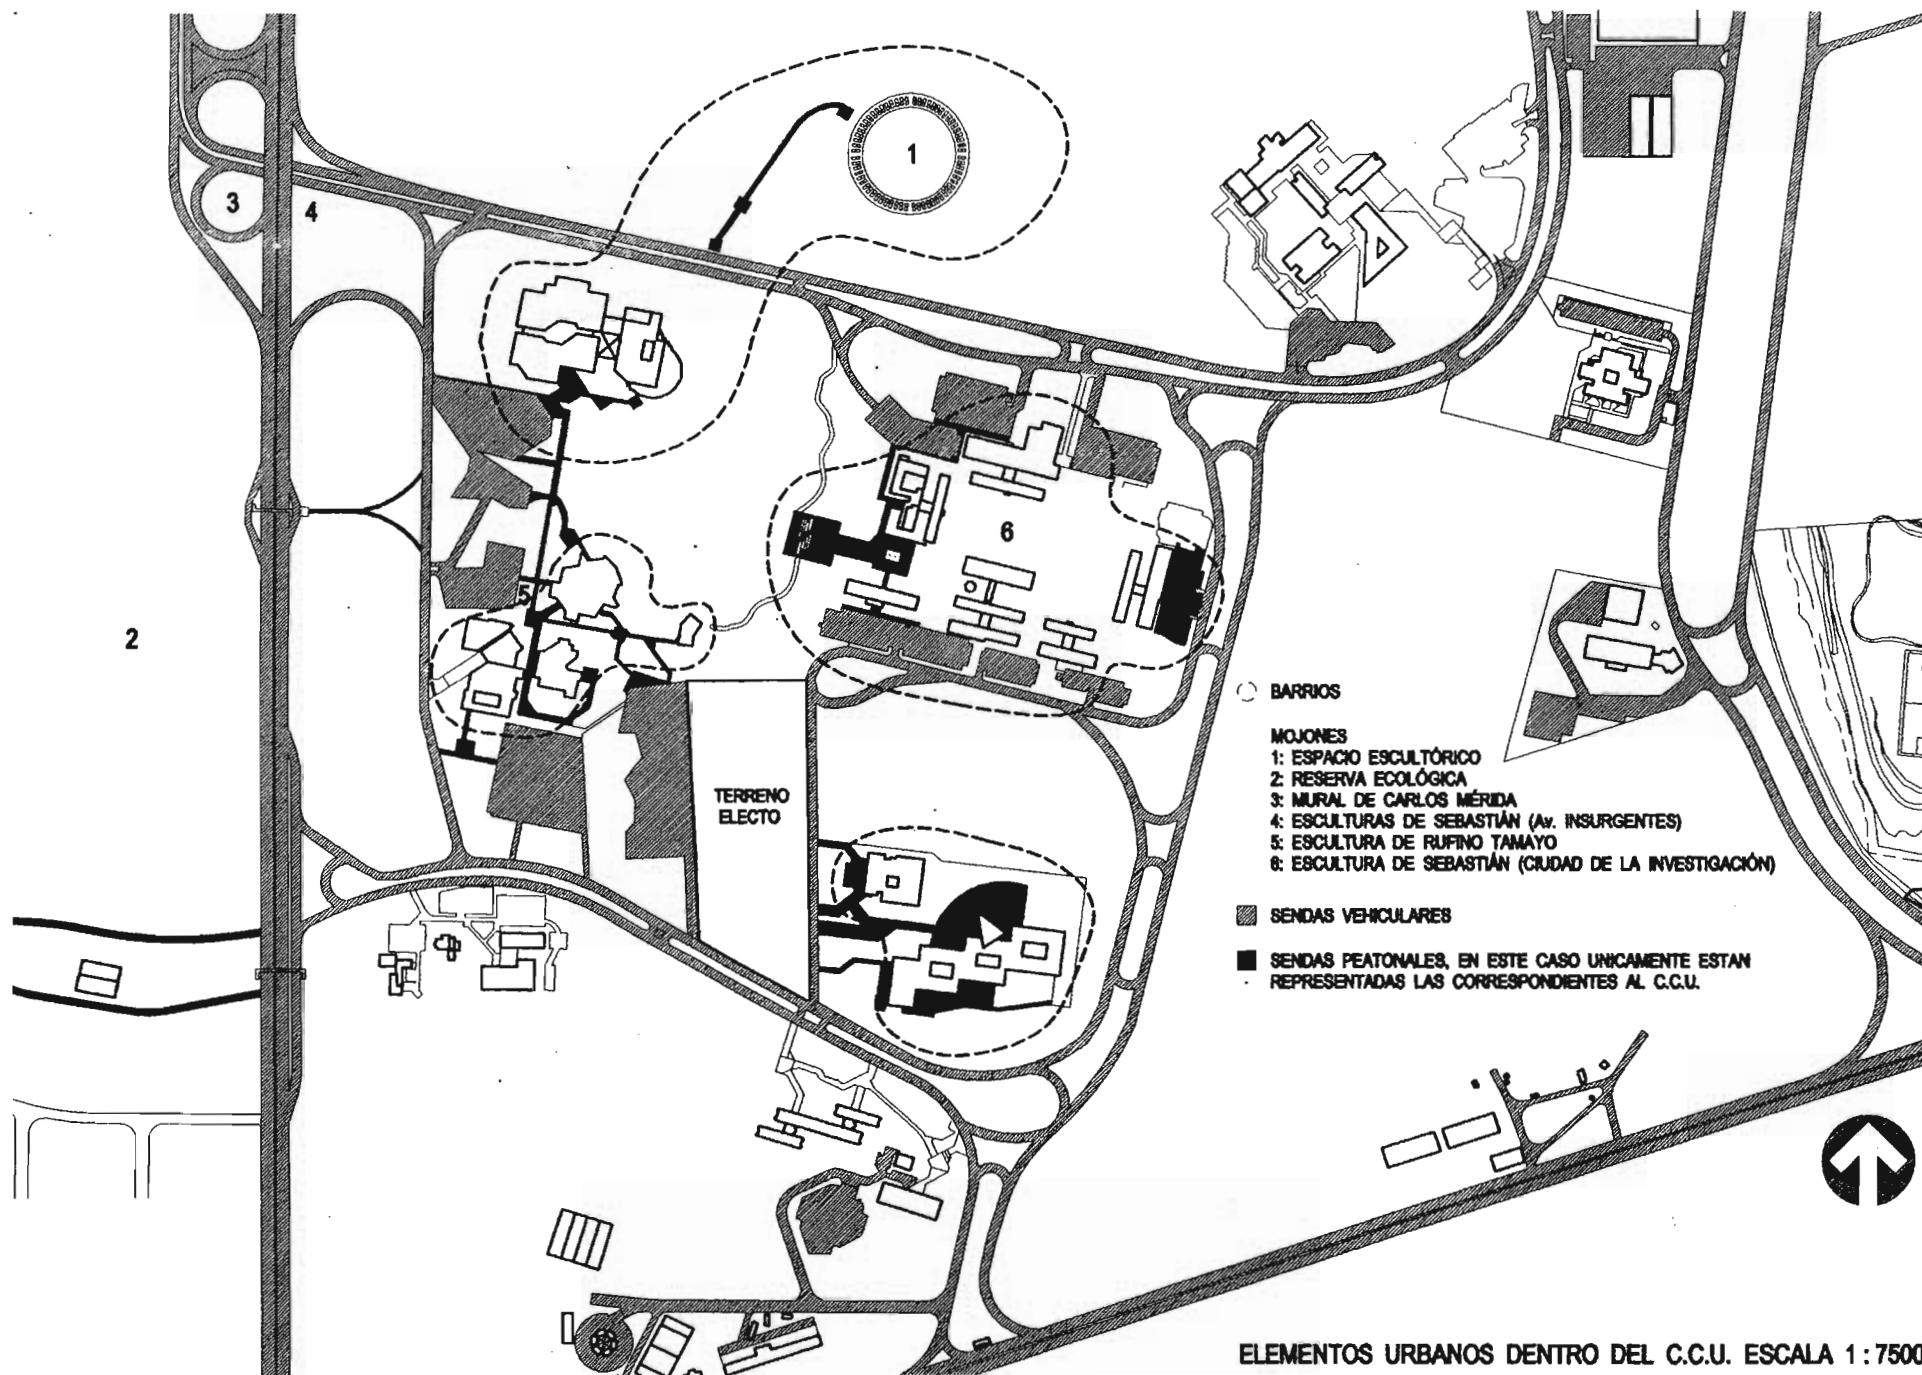 1
3
4
6
5
2
TERRENO
ELECTO
BARRIOS
MOJONES
1: ESPACIO ESCULTÓRICO
2: RESERVA ECOLÓGICA
3: MURAL DE CARLOS MÉRIDA
4: ESCULTURAS DE SEBASTIÁN (Av. INSURGENTES)
5: ESCULTURA DE RUFINO TAMAYO
6: ESCULTURA DE SEBASTIÁN (CIUDAD DE LA INVESTIGACIÓN)
SENDAS VEHICULARES
SENDAS PEATONALES, EN ESTE CASO UNICAMENTE ESTAN
REPRESENTADAS LAS CORRESPONDIENTES AL C.C.U.
ELEMENTOS URBANOS DENTRO DEL C.C.U. ESCALA 1:7500